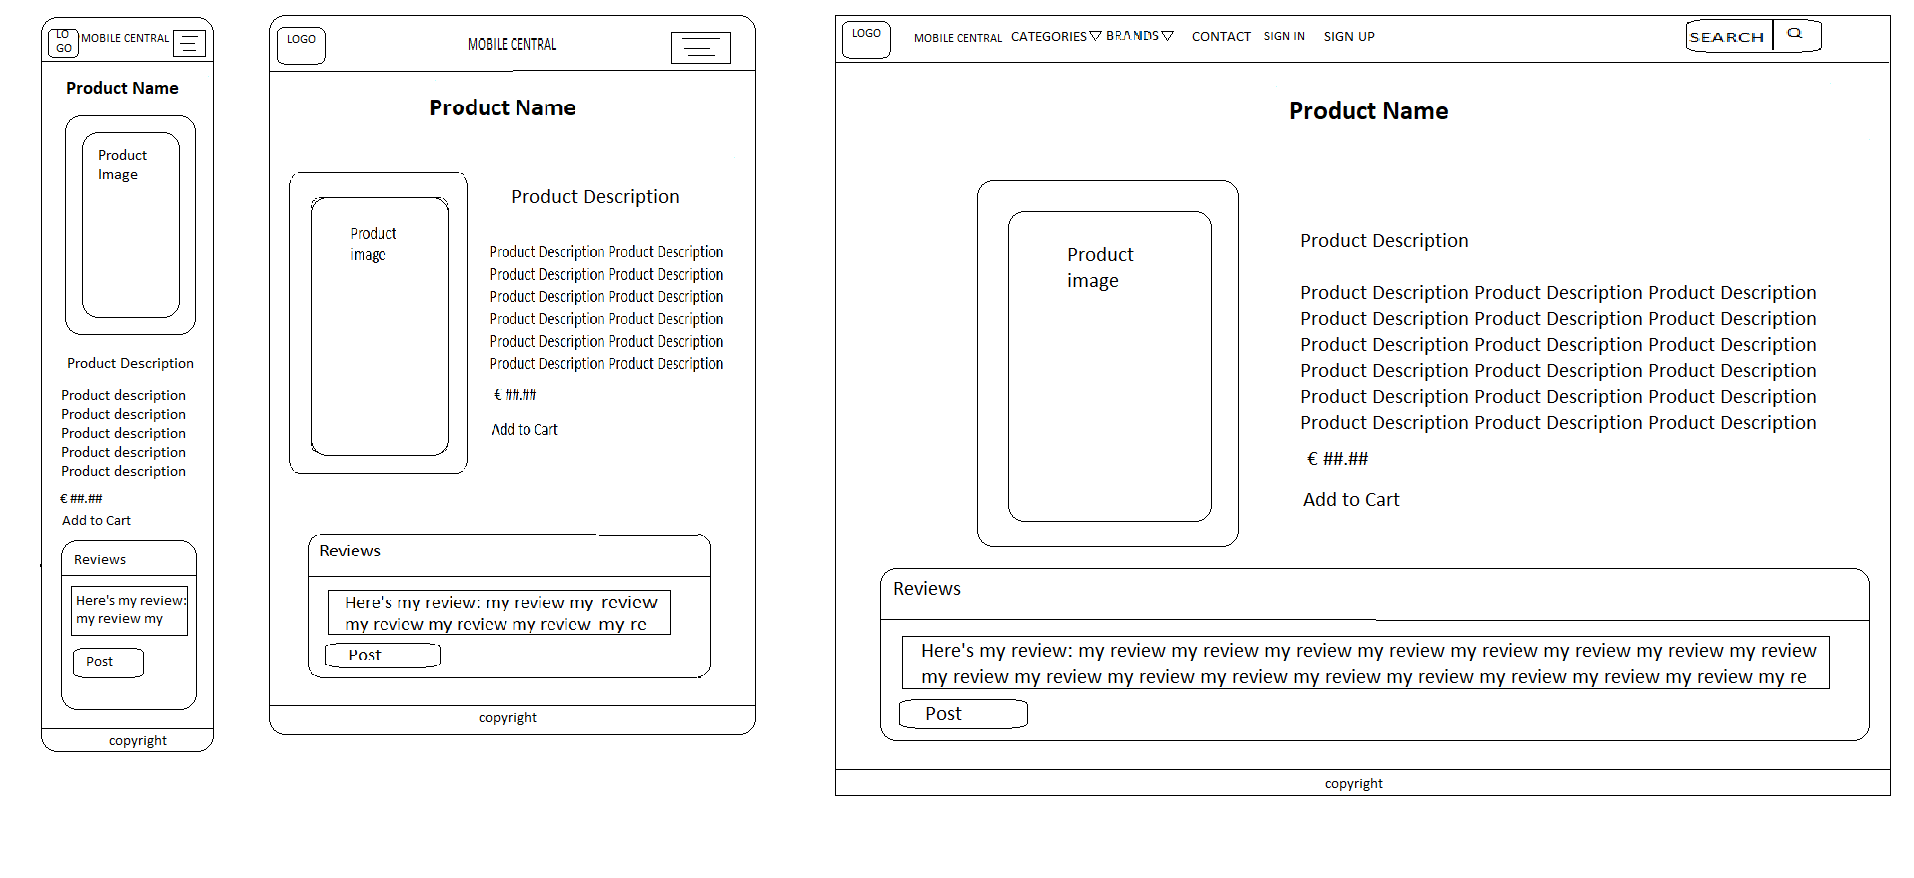 LO
GO
MOBILE CENTRAL
Product Name
Product
Image
Product Description
Product description
Product description
Product description
Product description
Product description
€ ##.##
Add to Cart
Reviews
Here's my review:
my review my
Post
copyright
LOGO
MOBILE CENTRAL
Product Name
Product
image
Product Description
Product Description Product Description
Product Description Product Description
Product Description Product Description
Product Description Product Description
Product Description Product Description
Product Description Product Description
€ ##.##
Add to Cart
Reviews
Here's my review: my review my review
my review my review my review my re
Post
copyright
LOGO
MOBILE CENTRAL CATEGORIES BRANDS CONTACT SIGN IN SIGN UP
SEARCH
Product Name
Product
image
Product Description
Product Description Product Description Product Description
Product Description Product Description Product Description
Product Description Product Description Product Description
Product Description Product Description Product Description
Product Description Product Description Product Description
Product Description Product Description Product Description
€ ##.##
Add to Cart
Reviews
Here's my review: my review my review my review my review my review my review my review my review
my review my review my review my review my review my review my review my review my review my re
Post
copyright